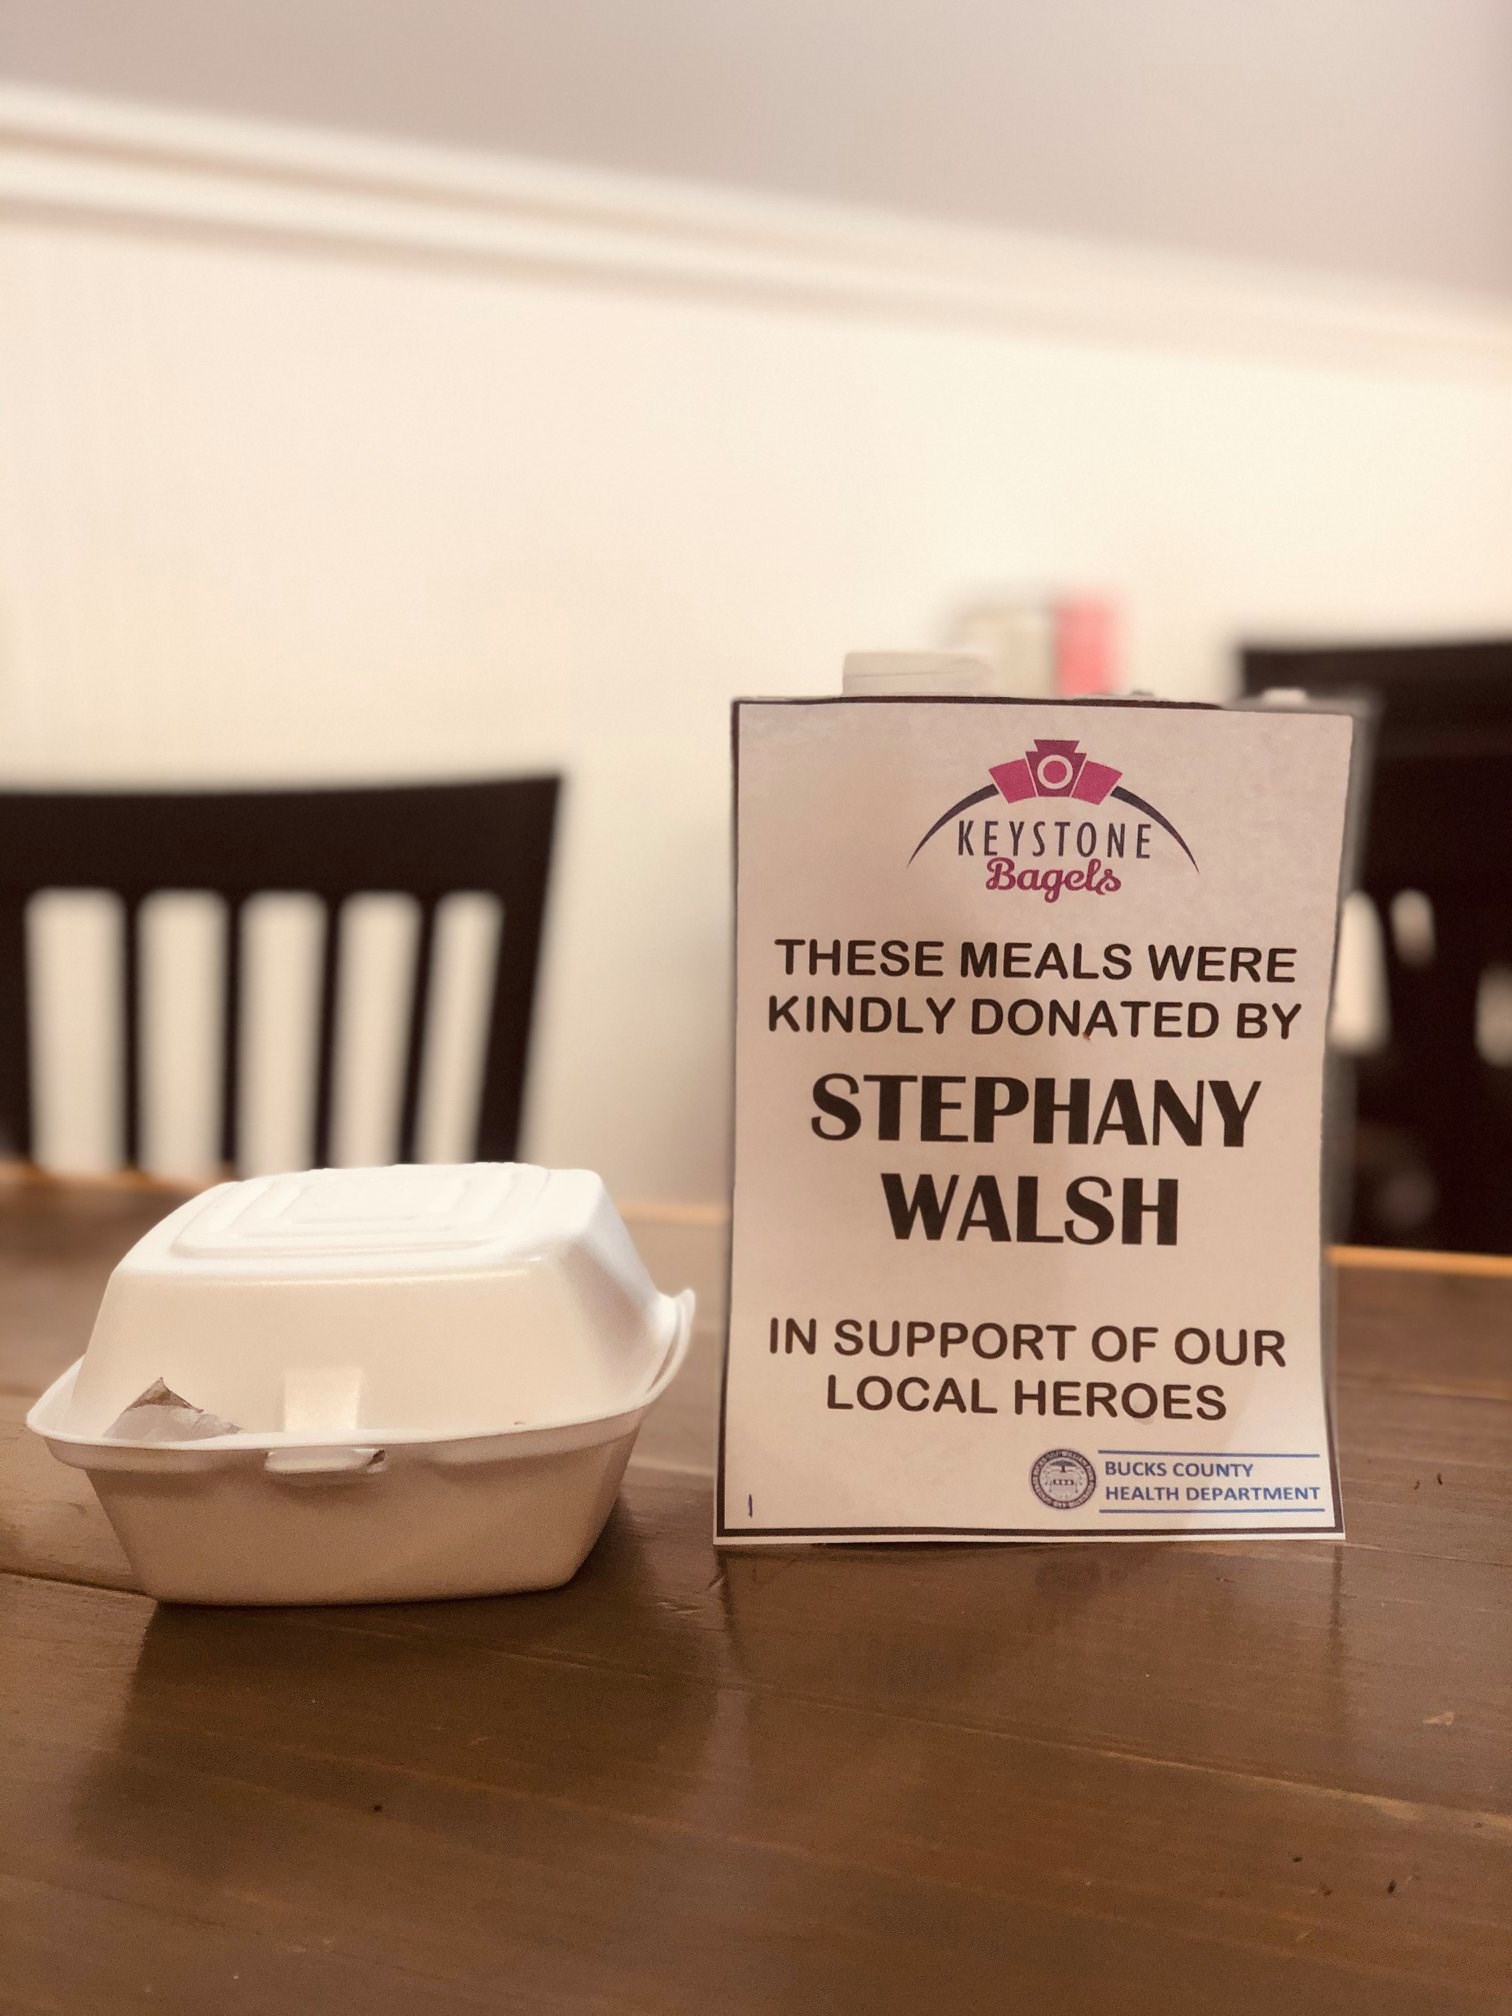 KEYSTONE
Bagels
THESE MEALS WERE
KINDLY DONATED BY
STEPHANY
WALSH
IN SUPPORT OF OUR
LOCAL HEROES
BUCKS COUNTY
HEALTH DEPARTMENT